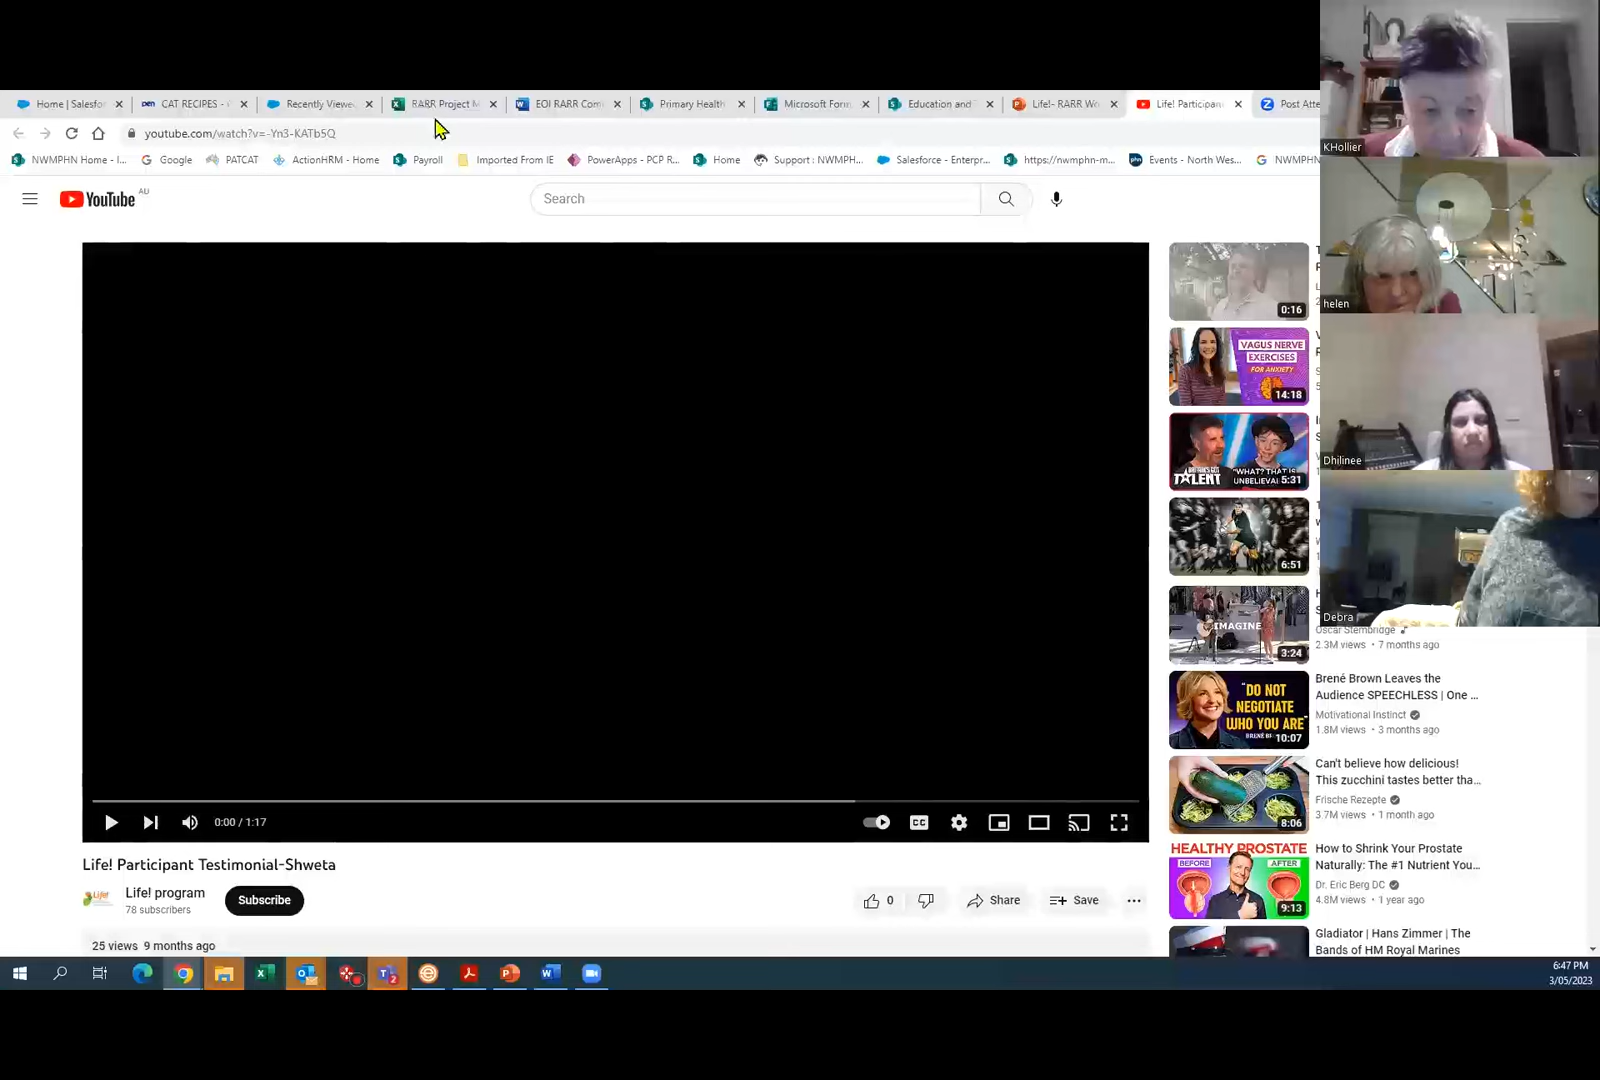 Home | Salesfor
CAT RECIPES -
Recently Viewe
RARR Project M
EOI RARR Com
Primary Health
Microsoft Form
Education and
Life!- RARR Wo
Life! Participan
Post Atte
youtube.com/watch?v=-Yn3-KATb5Q
NWMPHN Home - I...
Google
PATCAT
ActionHRM - Home
Payroll
Imported From IE
PowerApps - PCP R...
Home
Support : NWMPH...
Salesforce - Enterpr...
https://nwmphn-m...
Events - North Wes...
NWMPHN
KHollier
YouTube
AU
Search
0:16
helen
VAGUS NERVE
EXERCISES
FOR ANXIETY
14:18
TALENT
"WHAT? THAT IS
UNBELIEVAB
5:31
Dhilinee
6:51
IMAGINE
3:24
Debra
Oscar Stembridge
2.3M views • 7 months ago
"DO NOT
NEGOTIATE
WHO YOU ARE"
10:07
Brené Brown Leaves the
Audience SPEECHLESS | One ...
Motivational Instinct
1.8M views • 3 months ago
8:06
Can't believe how delicious!
This zucchini tastes better tha...
Frische Rezepte
3.7M views • 1 month ago
0:00 / 1:17
CC
Life! Participant Testimonial-Shweta
Life! program
78 subscribers
Subscribe
0
Share
Save
HEALTHY PROSTATE
BEFORE
AFTER
9:13
How to Shrink Your Prostate
Naturally: The #1 Nutrient You...
Dr. Eric Berg DC
4.8M views • 1 year ago
25 views 9 months ago
Gladiator | Hans Zimmer | The
Bands of HM Royal Marines
6:47 PM
3/05/2023